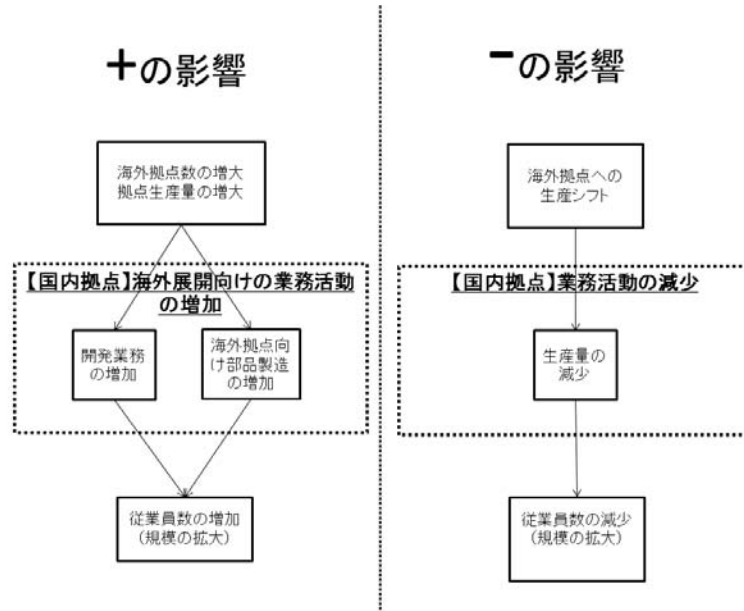 +の影響
海外拠点数の増大
拠点生産量の増大
【国内拠点】海外展開向けの業務活動
の増加
開発業務
の増加
海外拠点向
け部品製造
の増加
従業員数の増加
(規模の拡大)
-の影響
海外拠点への
生産シフト
【国内拠点】業務活動の減少
生産量の
減少
従業員数の減少
(規模の拡大)